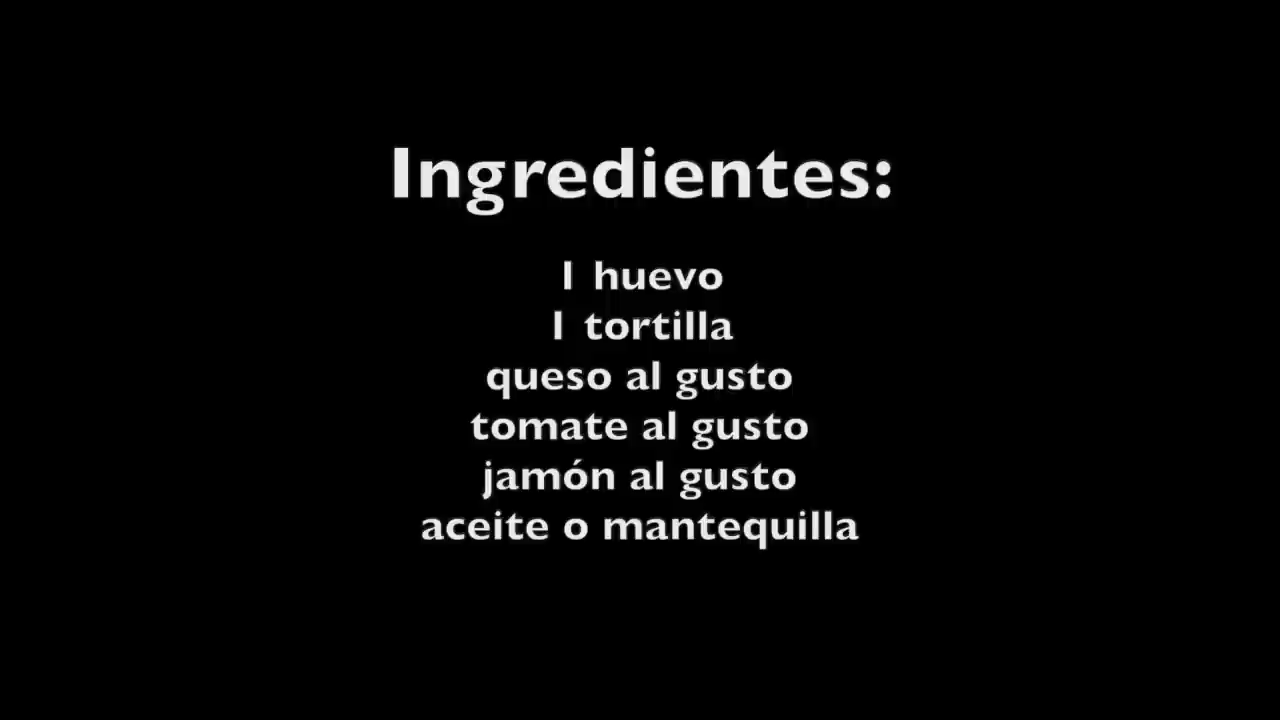 Ingredientes:
1 huevo
1 tortilla
queso al gusto
tomate al gusto
jamón al gusto
aceite o mantequilla